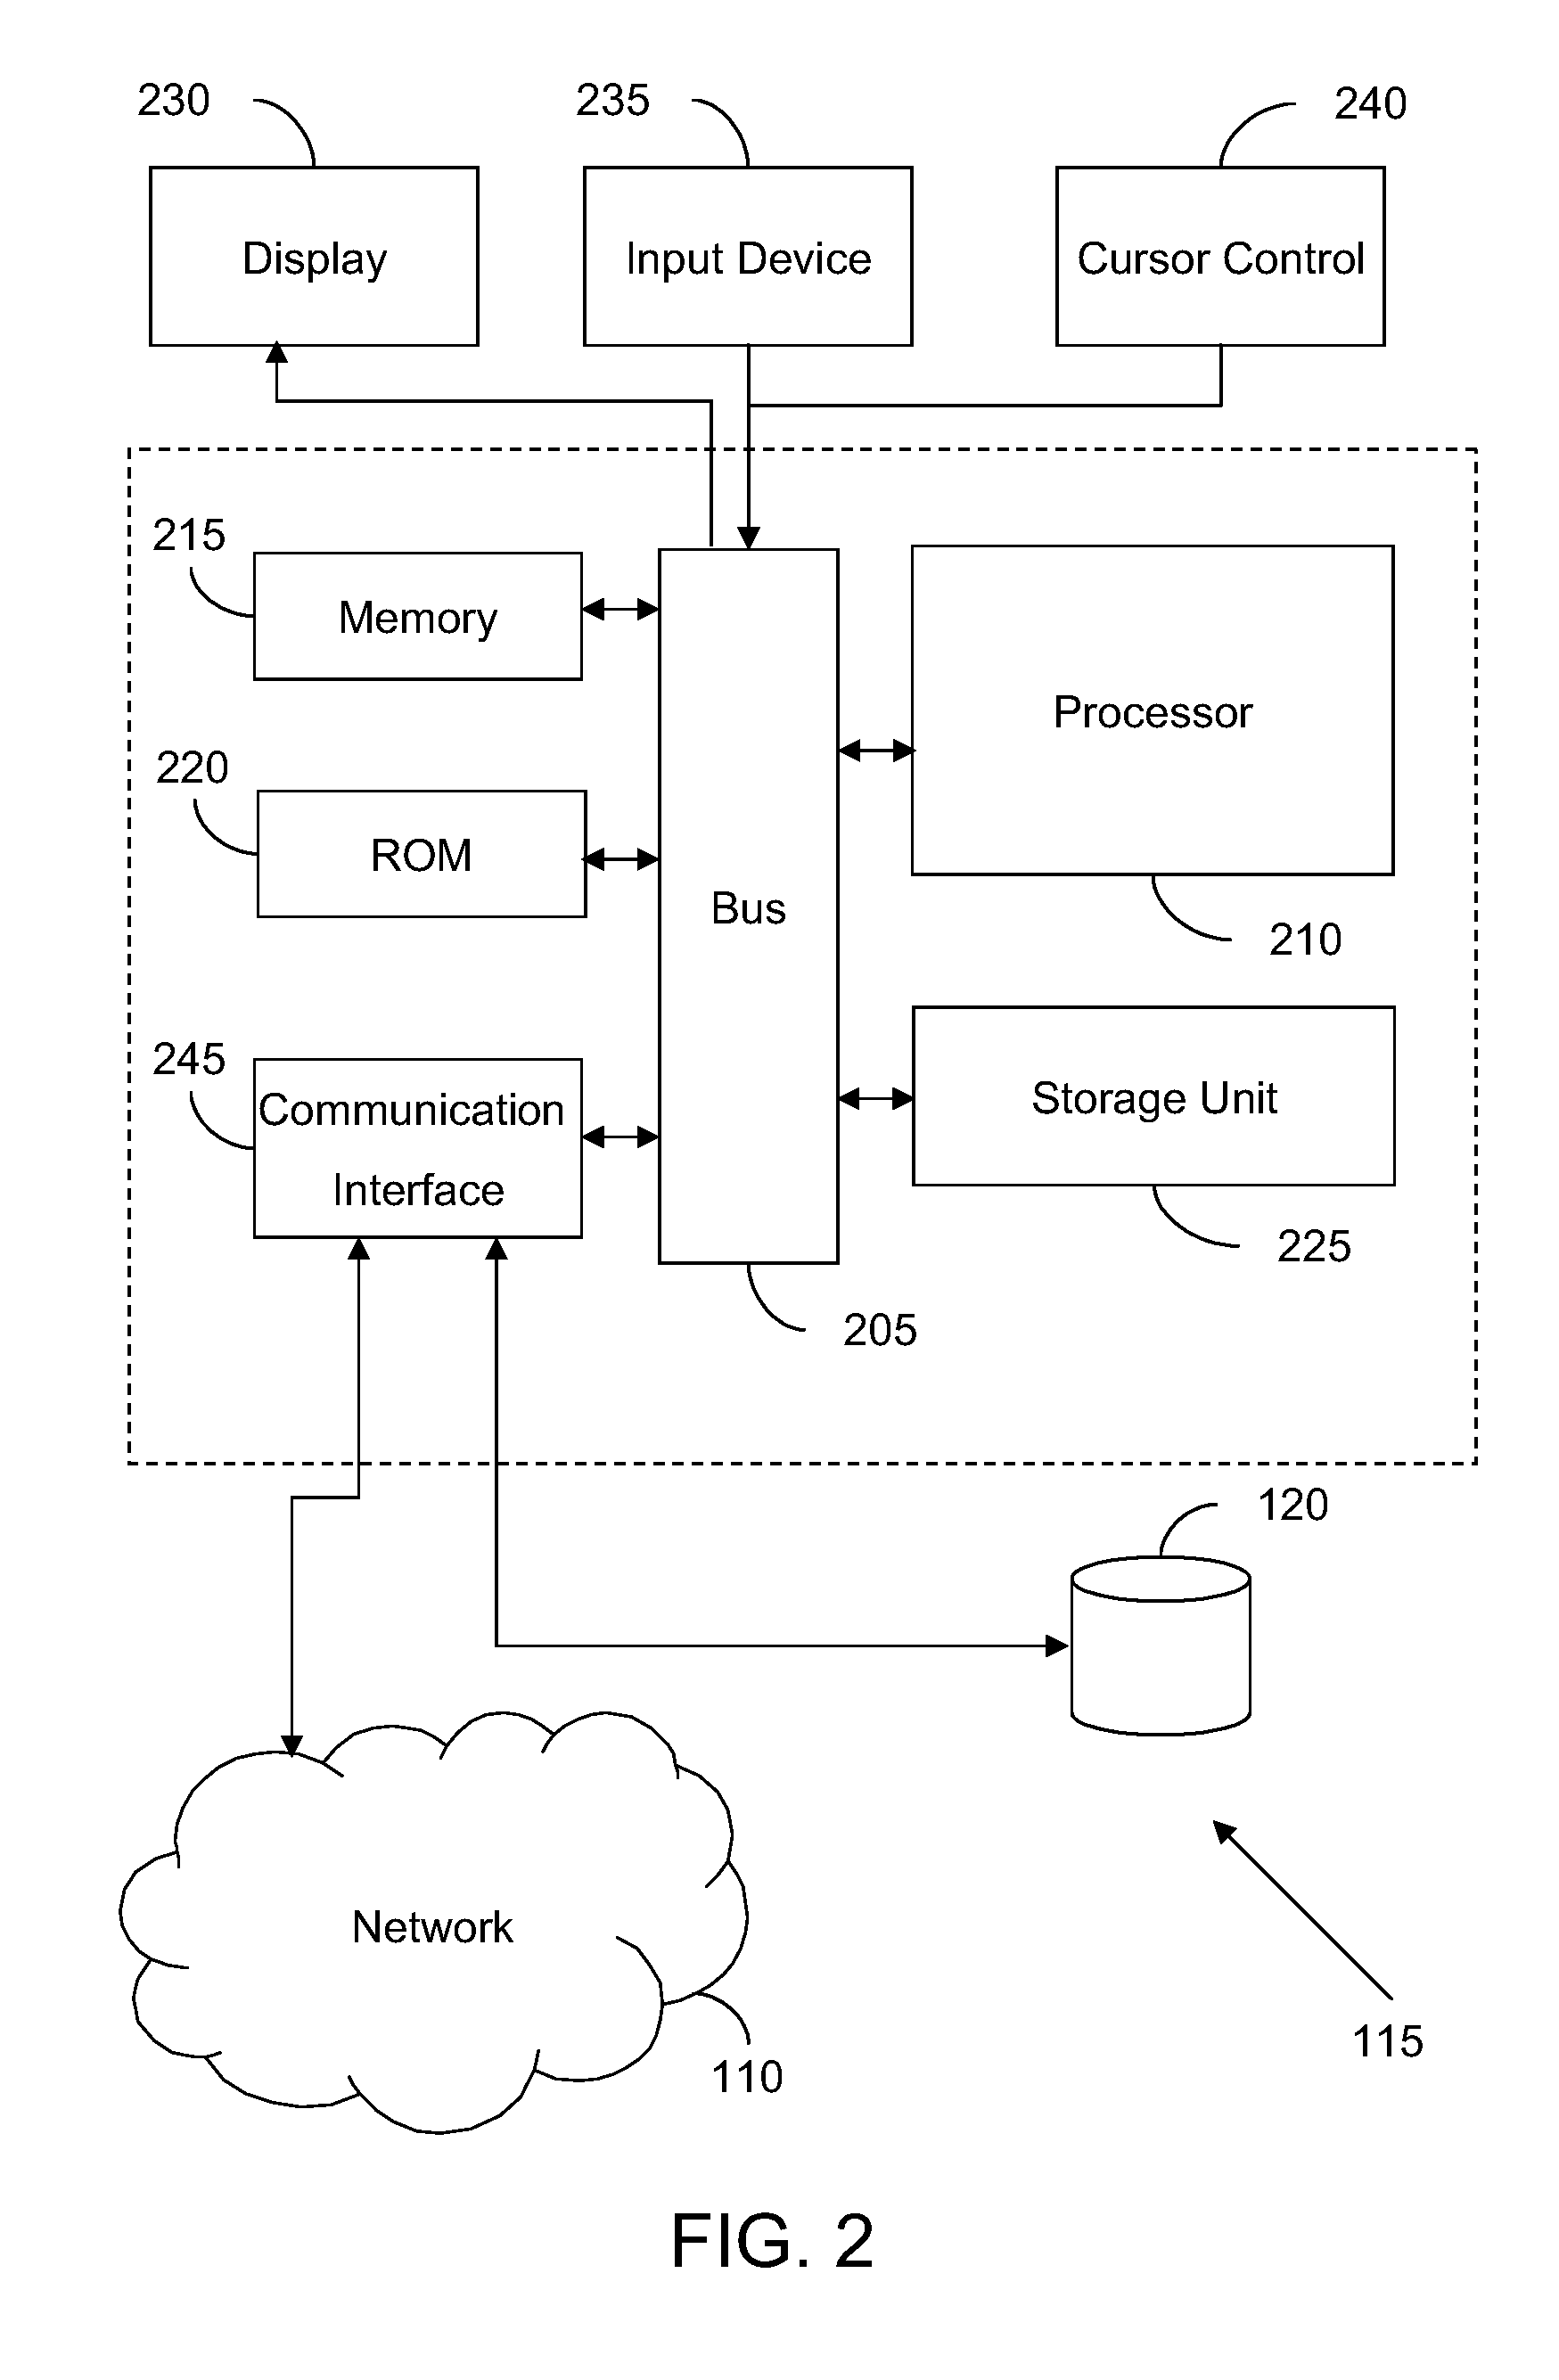 230
235
240
Display
Input Device
Cursor Control
215
Memory
Processor
220
ROM
Bus
210
245
Communication
Interface
Storage Unit
225
205
120
Network
115
110
FIG. 2